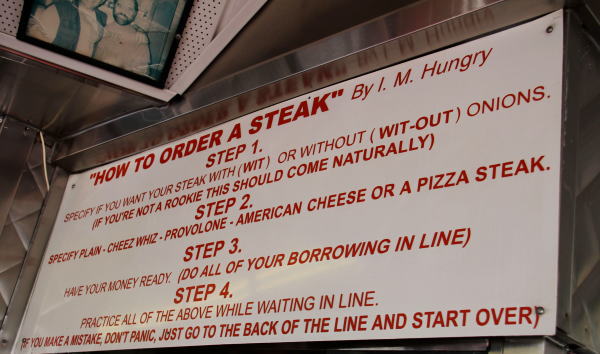 "HOW TO ORDER A STEAK" By I. M. Hungry
STEP 1.
SPECIFY IF YOU WANT YOUR STEAK WITH (WIT) OR WITHOUT (WIT-OUT) ONIONS.
(IF YOU'RE NOT A ROOKIE THIS SHOULD COME NATURALLY)
STEP 2.
SPECIFY PLAIN - CHEEZ WHIZ - PROVOLONE - AMERICAN CHEESE OR A PIZZA STEAK.
STEP 3.
HAVE YOUR MONEY READY. (DO ALL OF YOUR BORROWING IN LINE)
STEP 4.
PRACTICE ALL OF THE ABOVE WHILE WAITING IN LINE.
(IF YOU MAKE A MISTAKE, DON'T PANIC, JUST GO TO THE BACK OF THE LINE AND START OVER)